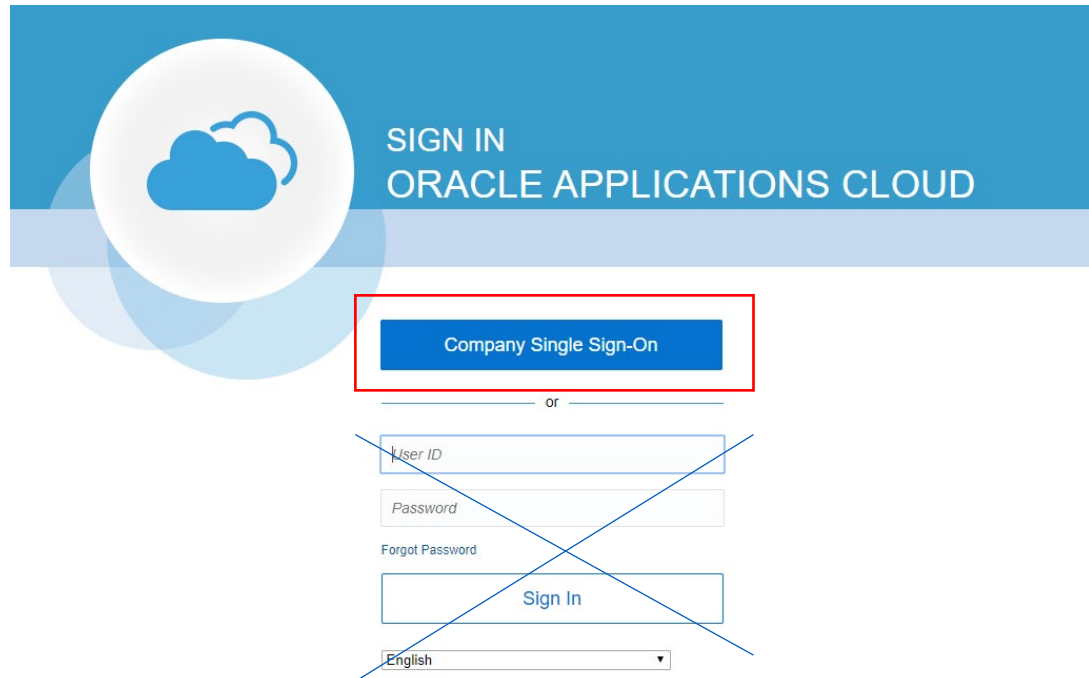 SIGN IN
ORACLE APPLICATIONS CLOUD
Company Single Sign-On
or
User ID
Password
Forgot Password
Sign In
English